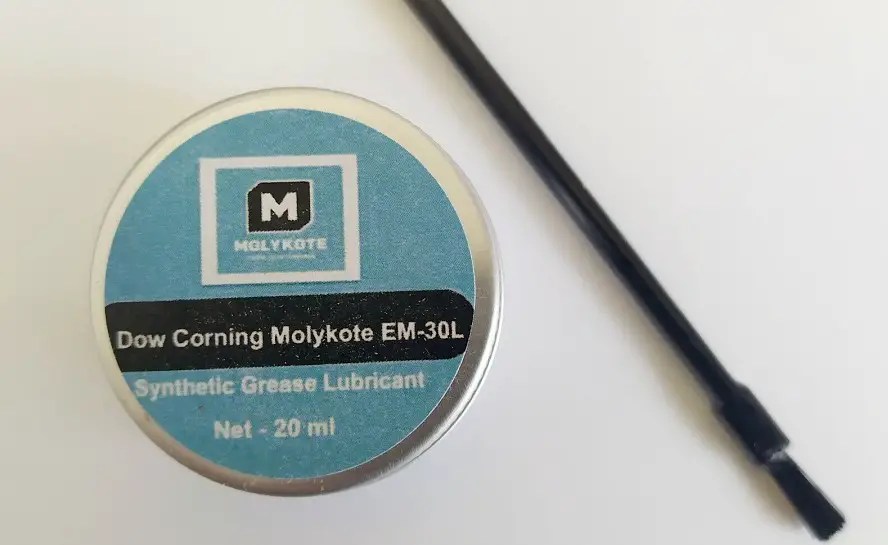 M
MOLYKOTE
Dow Corning Molykote EM-30L
Synthetic Grease Lubricant
Net - 20 ml